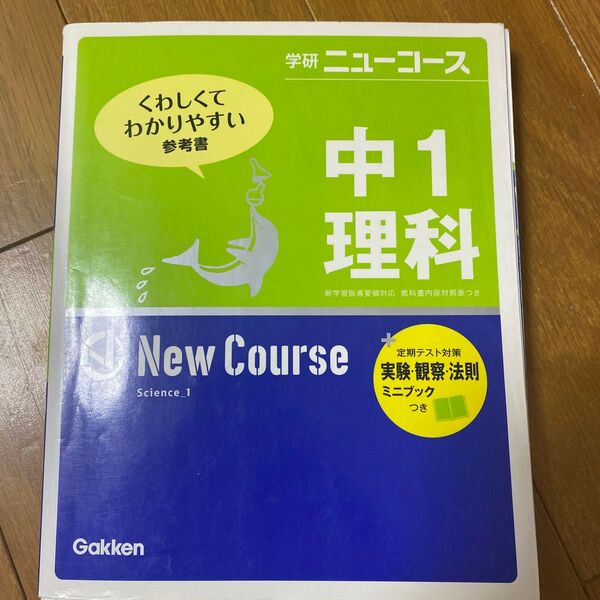 学研 ニューコース
くわしくて
わかりやすい
参考書
中1
理科
新学習指導要領対応 教科書内容対照表つき
New Course
Science_1
+
定期テスト対策
実験・観察・法則
ミニブック
つき
Gakken